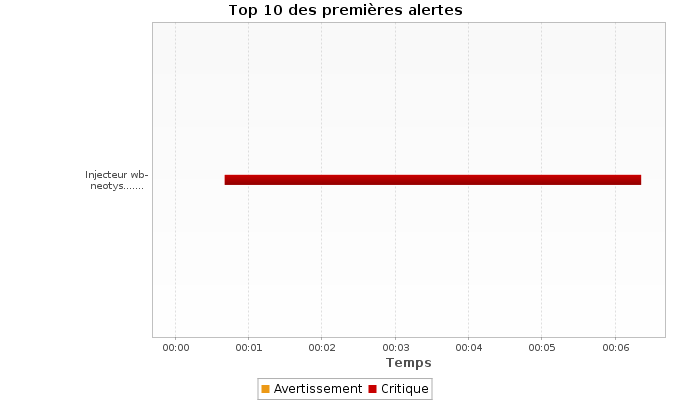 Top 10 des premières alertes
Injecteur wb-
neotys.......
00:00 00:01 00:02 00:03 00:04 00:05 00:06
Temps
Avertissement Critique